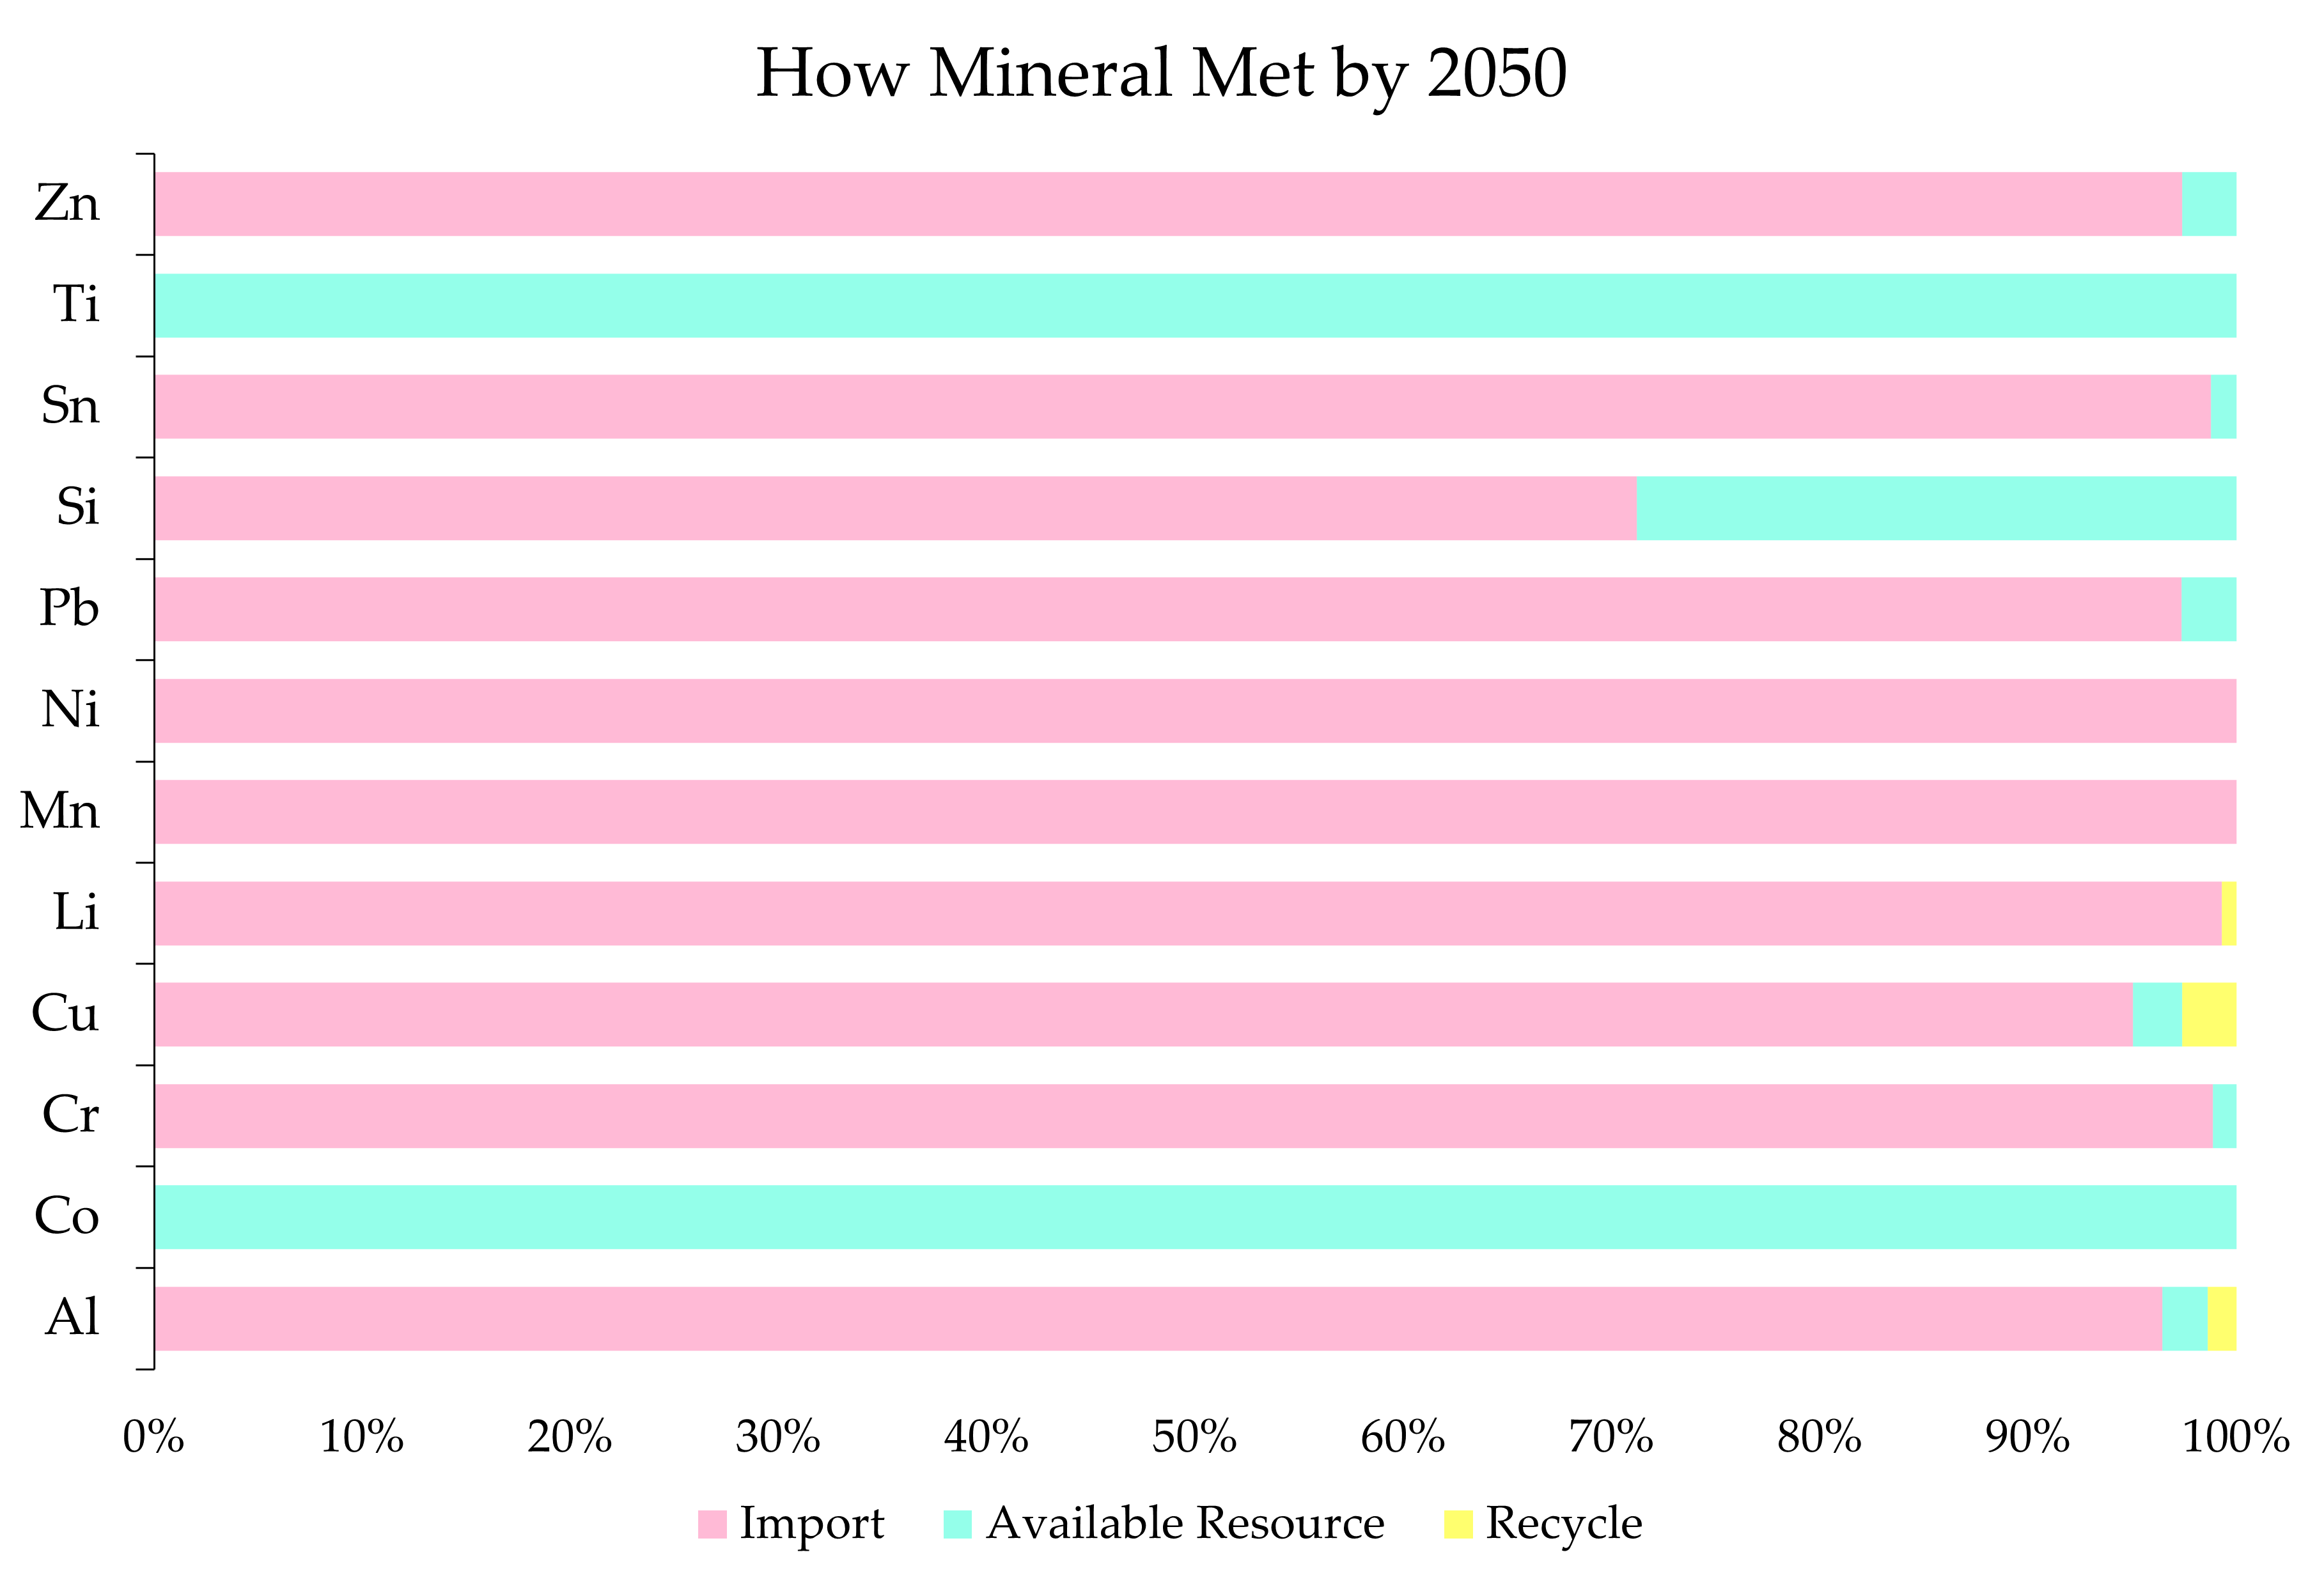 How Mineral Met by 2050
Zn
Ti
Sn
Si
Pb
Ni
Mn
Li
Cu
Cr
Co
Al
0% 10% 20% 30% 40% 50% 60% 70% 80% 90% 100%
Import Available Resource Recycle